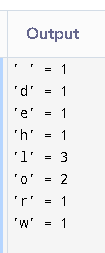 Output
' ' = 1
'd' = 1
'e' = 1
'h' = 1
'l' = 3
'o' = 2
'r' = 1
'w' = 1